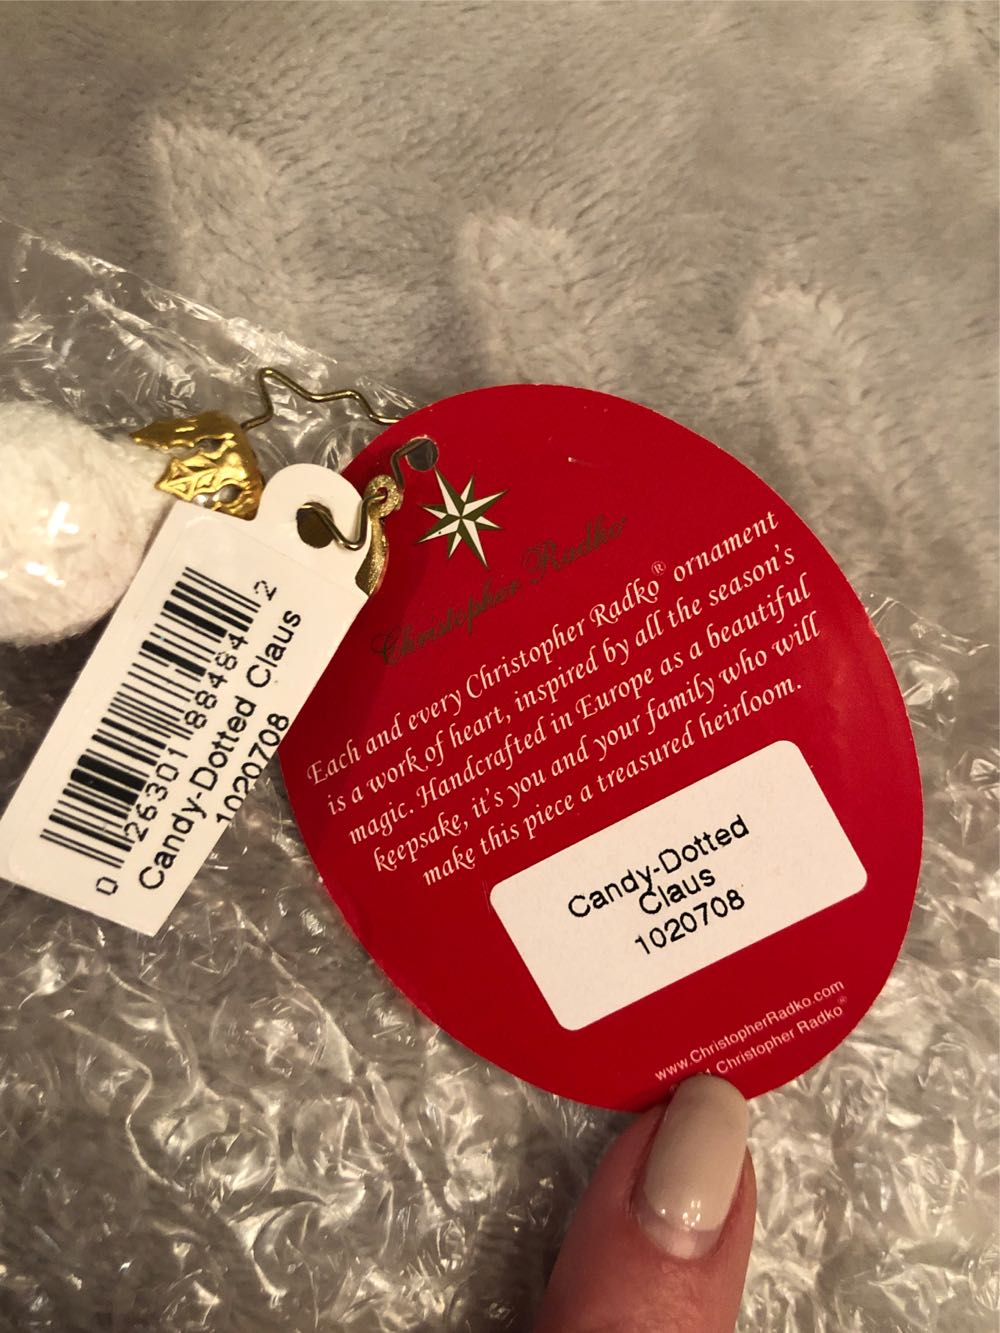 0 26301 88484 2
Candy-Dotted Claus
1020708
Christopher Radko®
Each and every Christopher Radko® ornament
is a work of heart, inspired by all the season's
magic. Handcrafted in Europe as a beautiful
keepsake, it's you and your family who will
make this piece a treasured heirloom.
Candy-Dotted
Claus
1020708
www.ChristopherRadko.com
Christopher Radko®